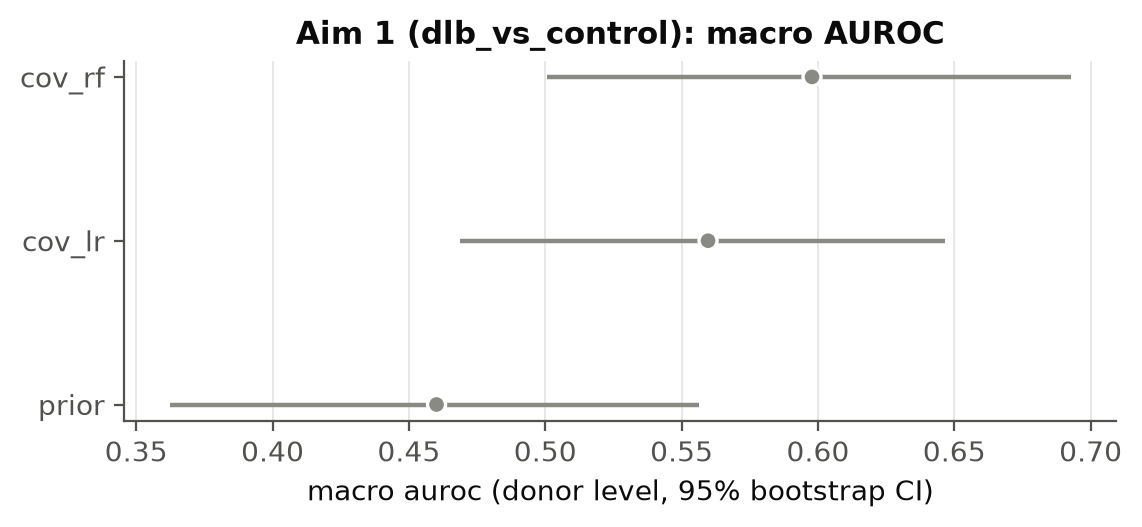 Aim 1 (dlb_vs_control): macro AUROC
cov_rf
cov_lr
prior
0.35 0.40 0.45 0.50 0.55 0.60 0.65 0.70
macro auroc (donor level, 95% bootstrap CI)